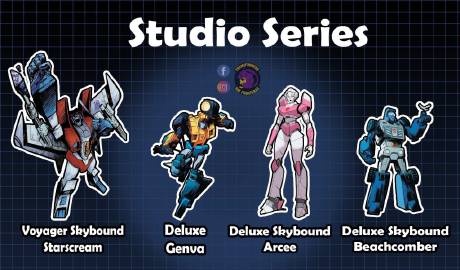 Studio Series
Voyager Skybound
Starscream
Deluxe
Genva
Deluxe Skybound
Arcee
Deluxe Skybound
Beachcomber